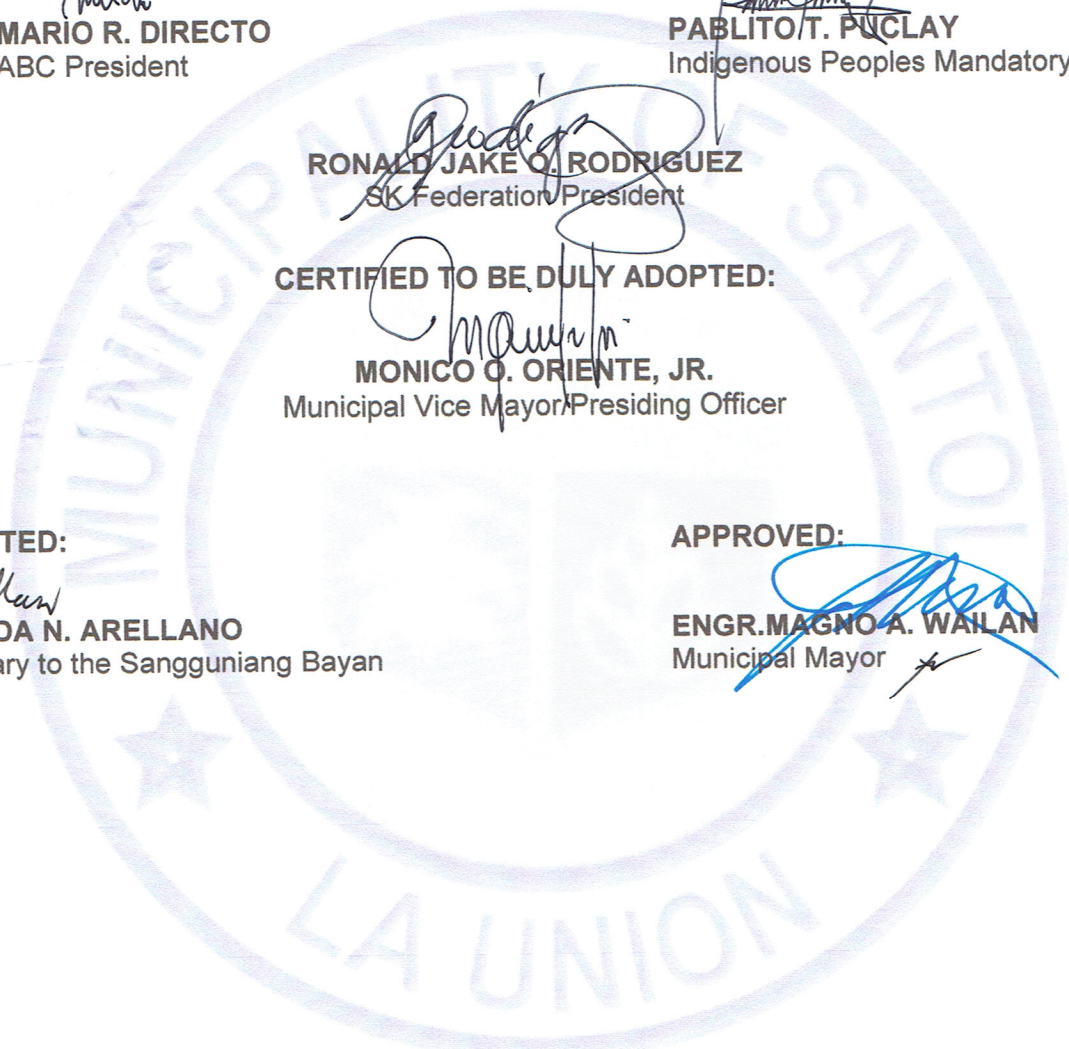 MARIO R. DIRECTO
ABC President
PABLITO T. PUCLAY
Indigenous Peoples Mandatory
RONALD JAKE O. RODRIGUEZ
SK Federation President
CERTIFIED TO BE DULY ADOPTED:
MONICO O. ORIENTE, JR.
Municipal Vice Mayor/Presiding Officer
TED:
DA N. ARELLANO
ary to the Sangguniang Bayan
APPROVED:
ENGR.MAGNO A. WAILAN
Municipal Mayor
MUNICIPALITY OF SANTOL
LA UNION